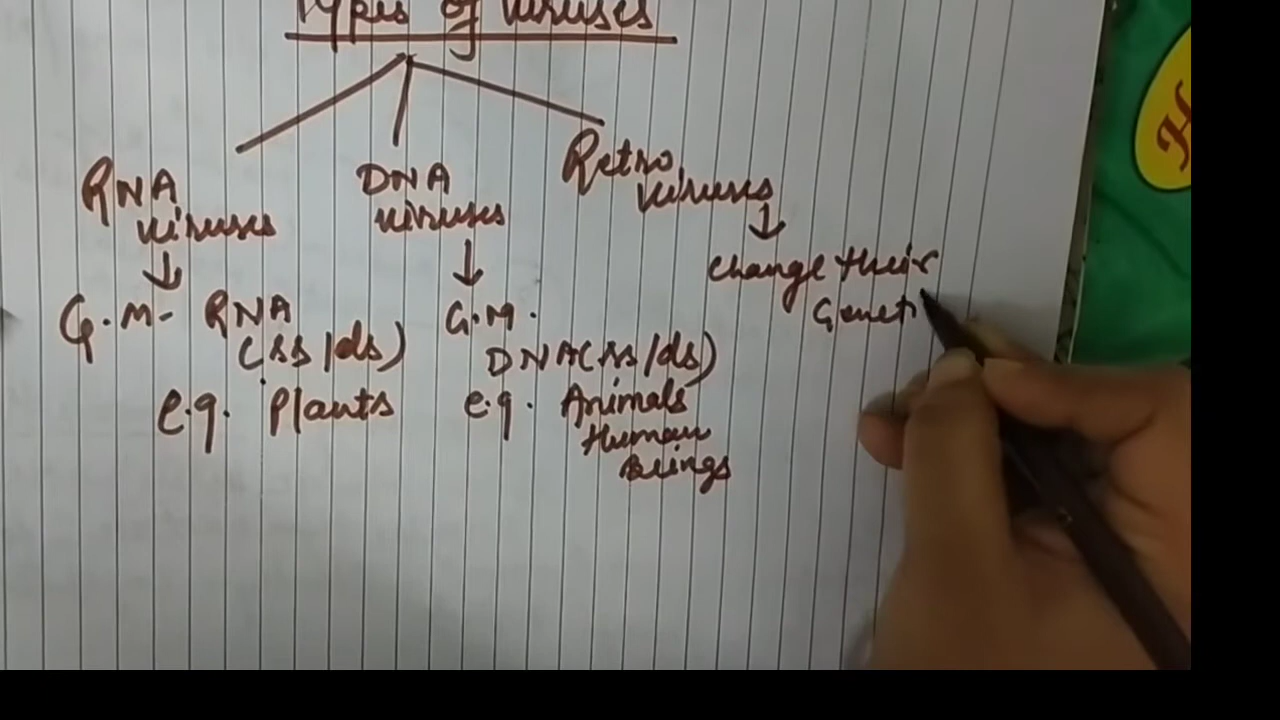 Types of Viruses
RNA
viruses
G.M- RNA
(ss/ds)
e.g. Plants
DNA
viruses
G.M.
DNA(ss/ds)
e.g. Animals
Human
Beings
Retro
viruses
change their
Geneti
H